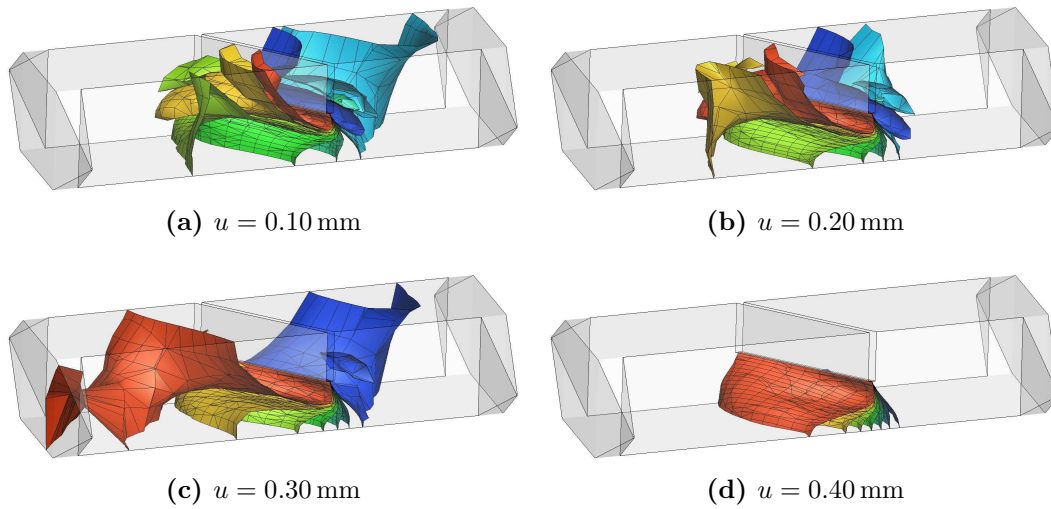 (a) u = 0.10 mm
(b) u = 0.20 mm
(c) u = 0.30 mm
(d) u = 0.40 mm